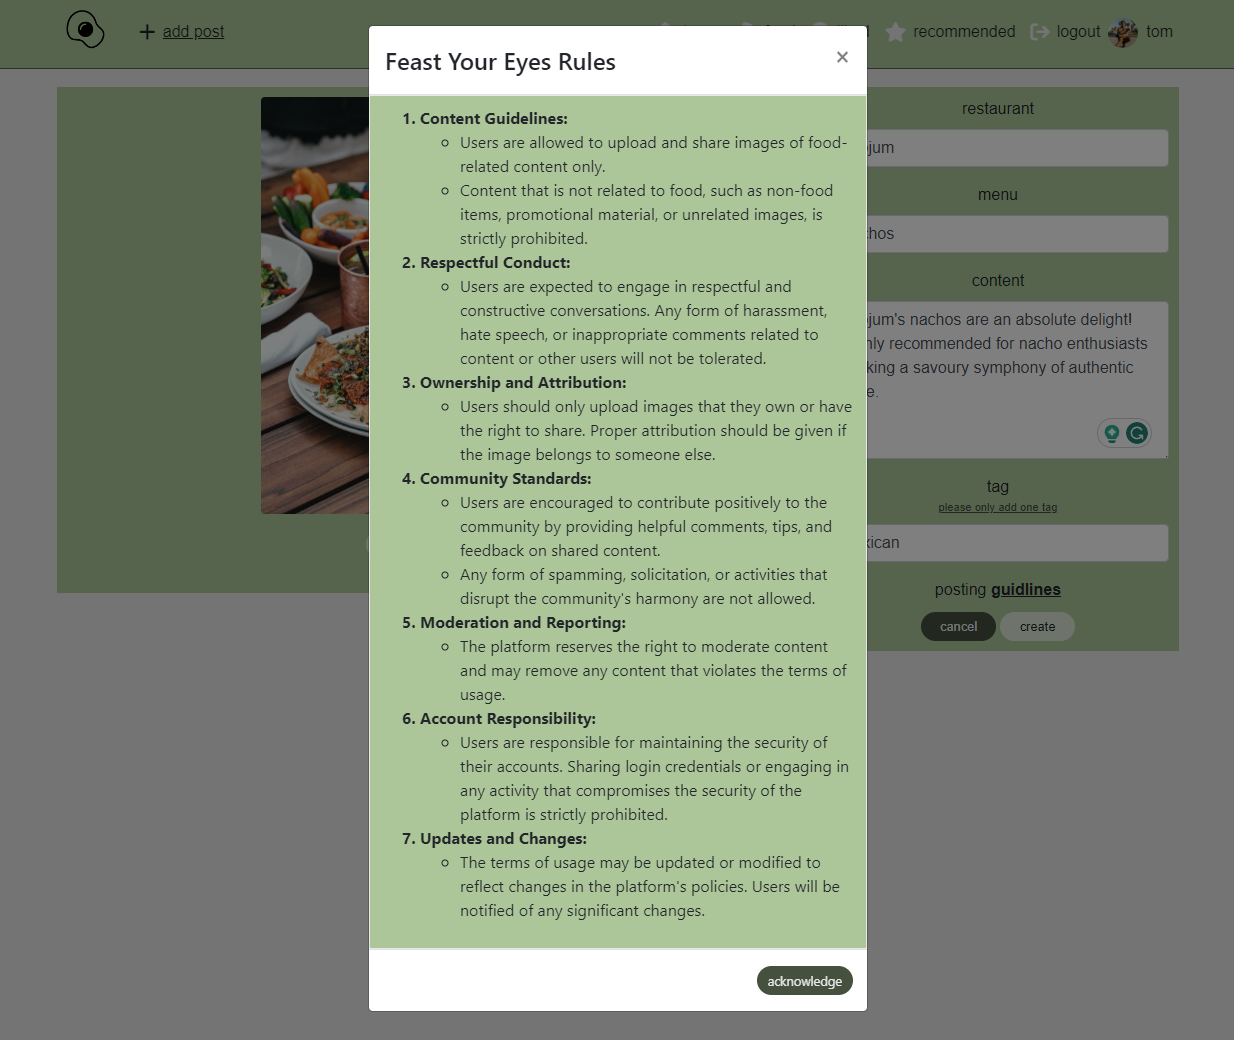 add post
recommended
logout
tom
Feast Your Eyes Rules
×
1. Content Guidelines:
Users are allowed to upload and share images of food-
related content only.
Content that is not related to food, such as non-food
items, promotional material, or unrelated images, is
strictly prohibited.
2. Respectful Conduct:
Users are expected to engage in respectful and
constructive conversations. Any form of harassment,
hate speech, or inappropriate comments related to
content or other users will not be tolerated.
3. Ownership and Attribution:
Users should only upload images that they own or have
the right to share. Proper attribution should be given if
the image belongs to someone else.
4. Community Standards:
Users are encouraged to contribute positively to the
community by providing helpful comments, tips, and
feedback on shared content.
Any form of spamming, solicitation, or activities that
disrupt the community's harmony are not allowed.
5. Moderation and Reporting:
The platform reserves the right to moderate content
and may remove any content that violates the terms of
usage.
6. Account Responsibility:
Users are responsible for maintaining the security of
their accounts. Sharing login credentials or engaging in
any activity that compromises the security of the
platform is strictly prohibited.
7. Updates and Changes:
The terms of usage may be updated or modified to
reflect changes in the platform's policies. Users will be
notified of any significant changes.
acknowledge
restaurant
jum
menu
hos
content
jum's nachos are an absolute delight!
nly recommended for nacho enthusiasts
king a savoury symphony of authentic
e.
tag
please only add one tag
ican
posting guidlines
cancel
create